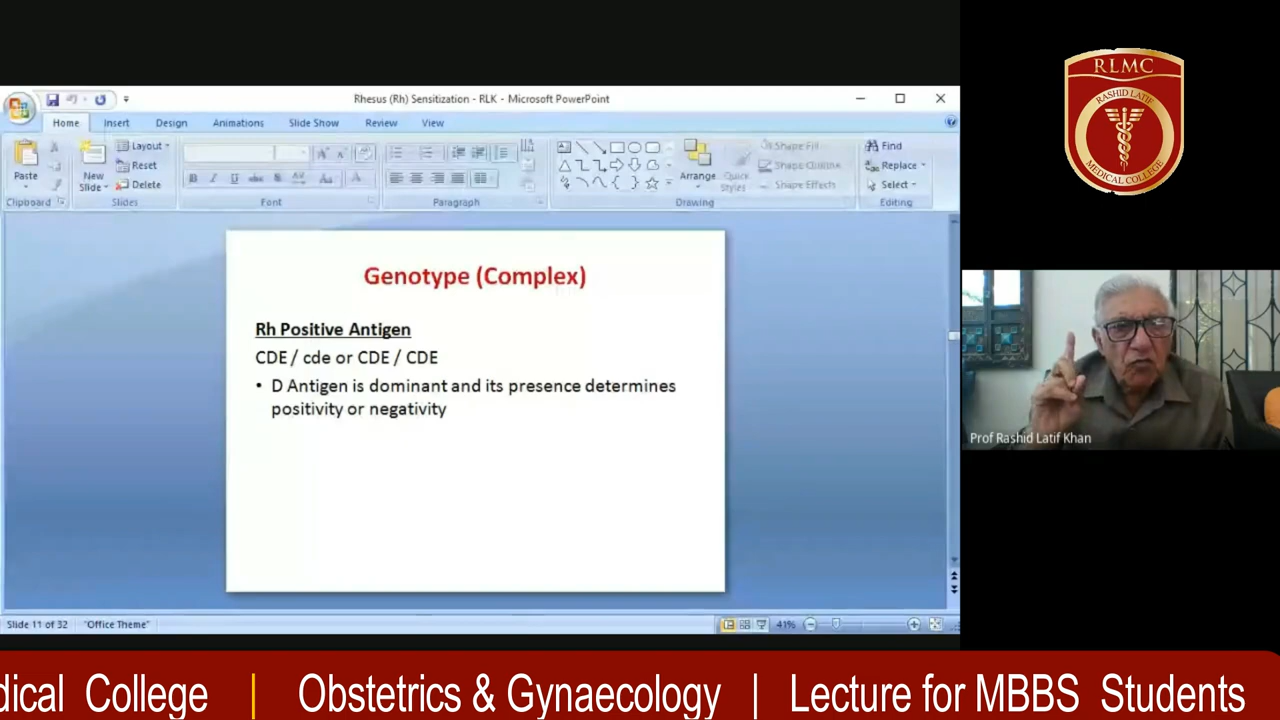 Rhesus (Rh) Sensitization - RLK - Microsoft PowerPoint
Home Insert Design Animations Slide Show Review View
Paste
Clipboard
New
Slide
Layout
Reset
Delete
Slides
B I U abc S AV Aa A
Font
Paragraph
Arrange
Quick
Styles
Shape Fill
Shape Outline
Shape Effects
Drawing
Find
Replace
Select
Editing
Genotype (Complex)
Rh Positive Antigen
CDE / cde or CDE / CDE
• D Antigen is dominant and its presence determines
positivity or negativity
Slide 11 of 32 "Office Theme" 41%
RLMC
RASHID LATIF
MEDICAL COLLEGE
Prof Rashid Latif Khan
dical College | Obstetrics & Gynaecology | Lecture for MBBS Students